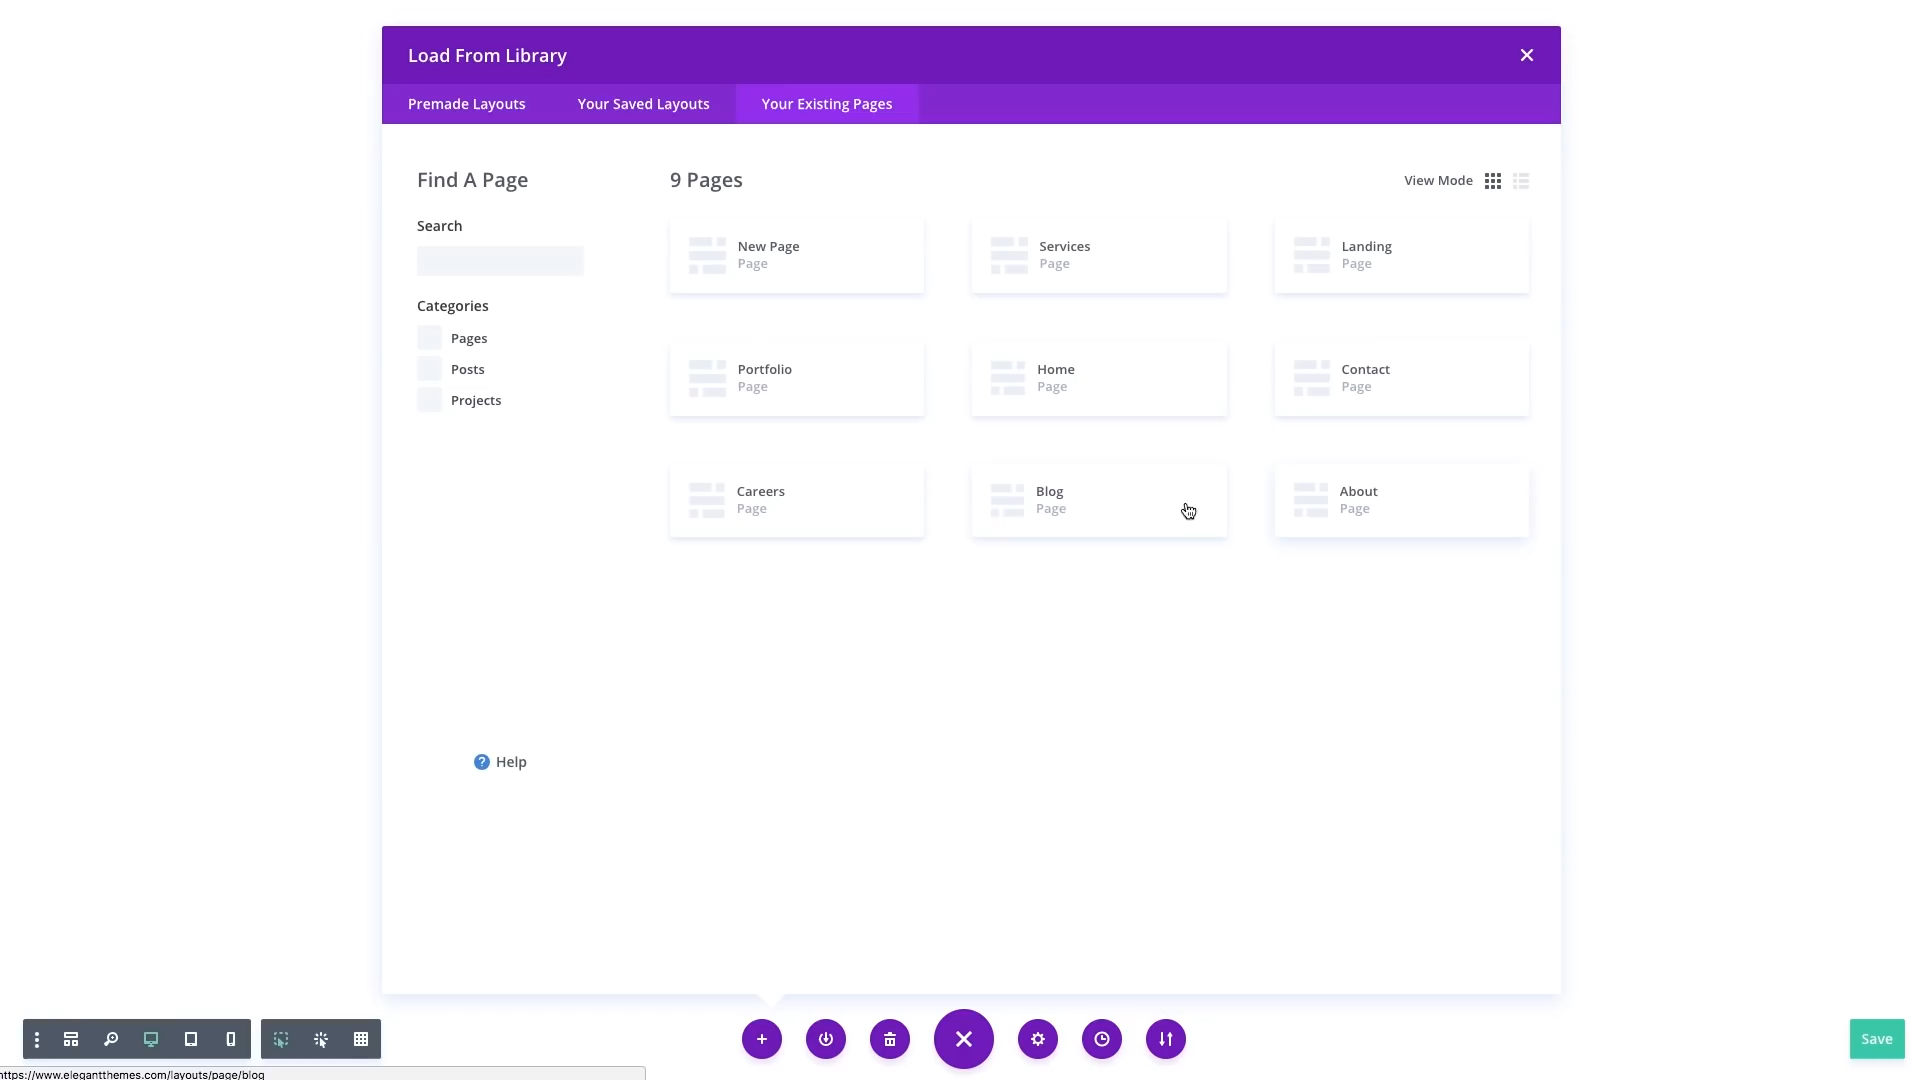 Load From Library
Premade Layouts
Your Saved Layouts
Your Existing Pages
Find A Page
Search
Categories
Pages
Posts
Projects
? Help
9 Pages
View Mode
New Page
Page
Services
Page
Landing
Page
Portfolio
Page
Home
Page
Contact
Page
Careers
Page
Blog
Page
About
Page
Save
ttps://www.elegantthemes.com/layouts/page/blog